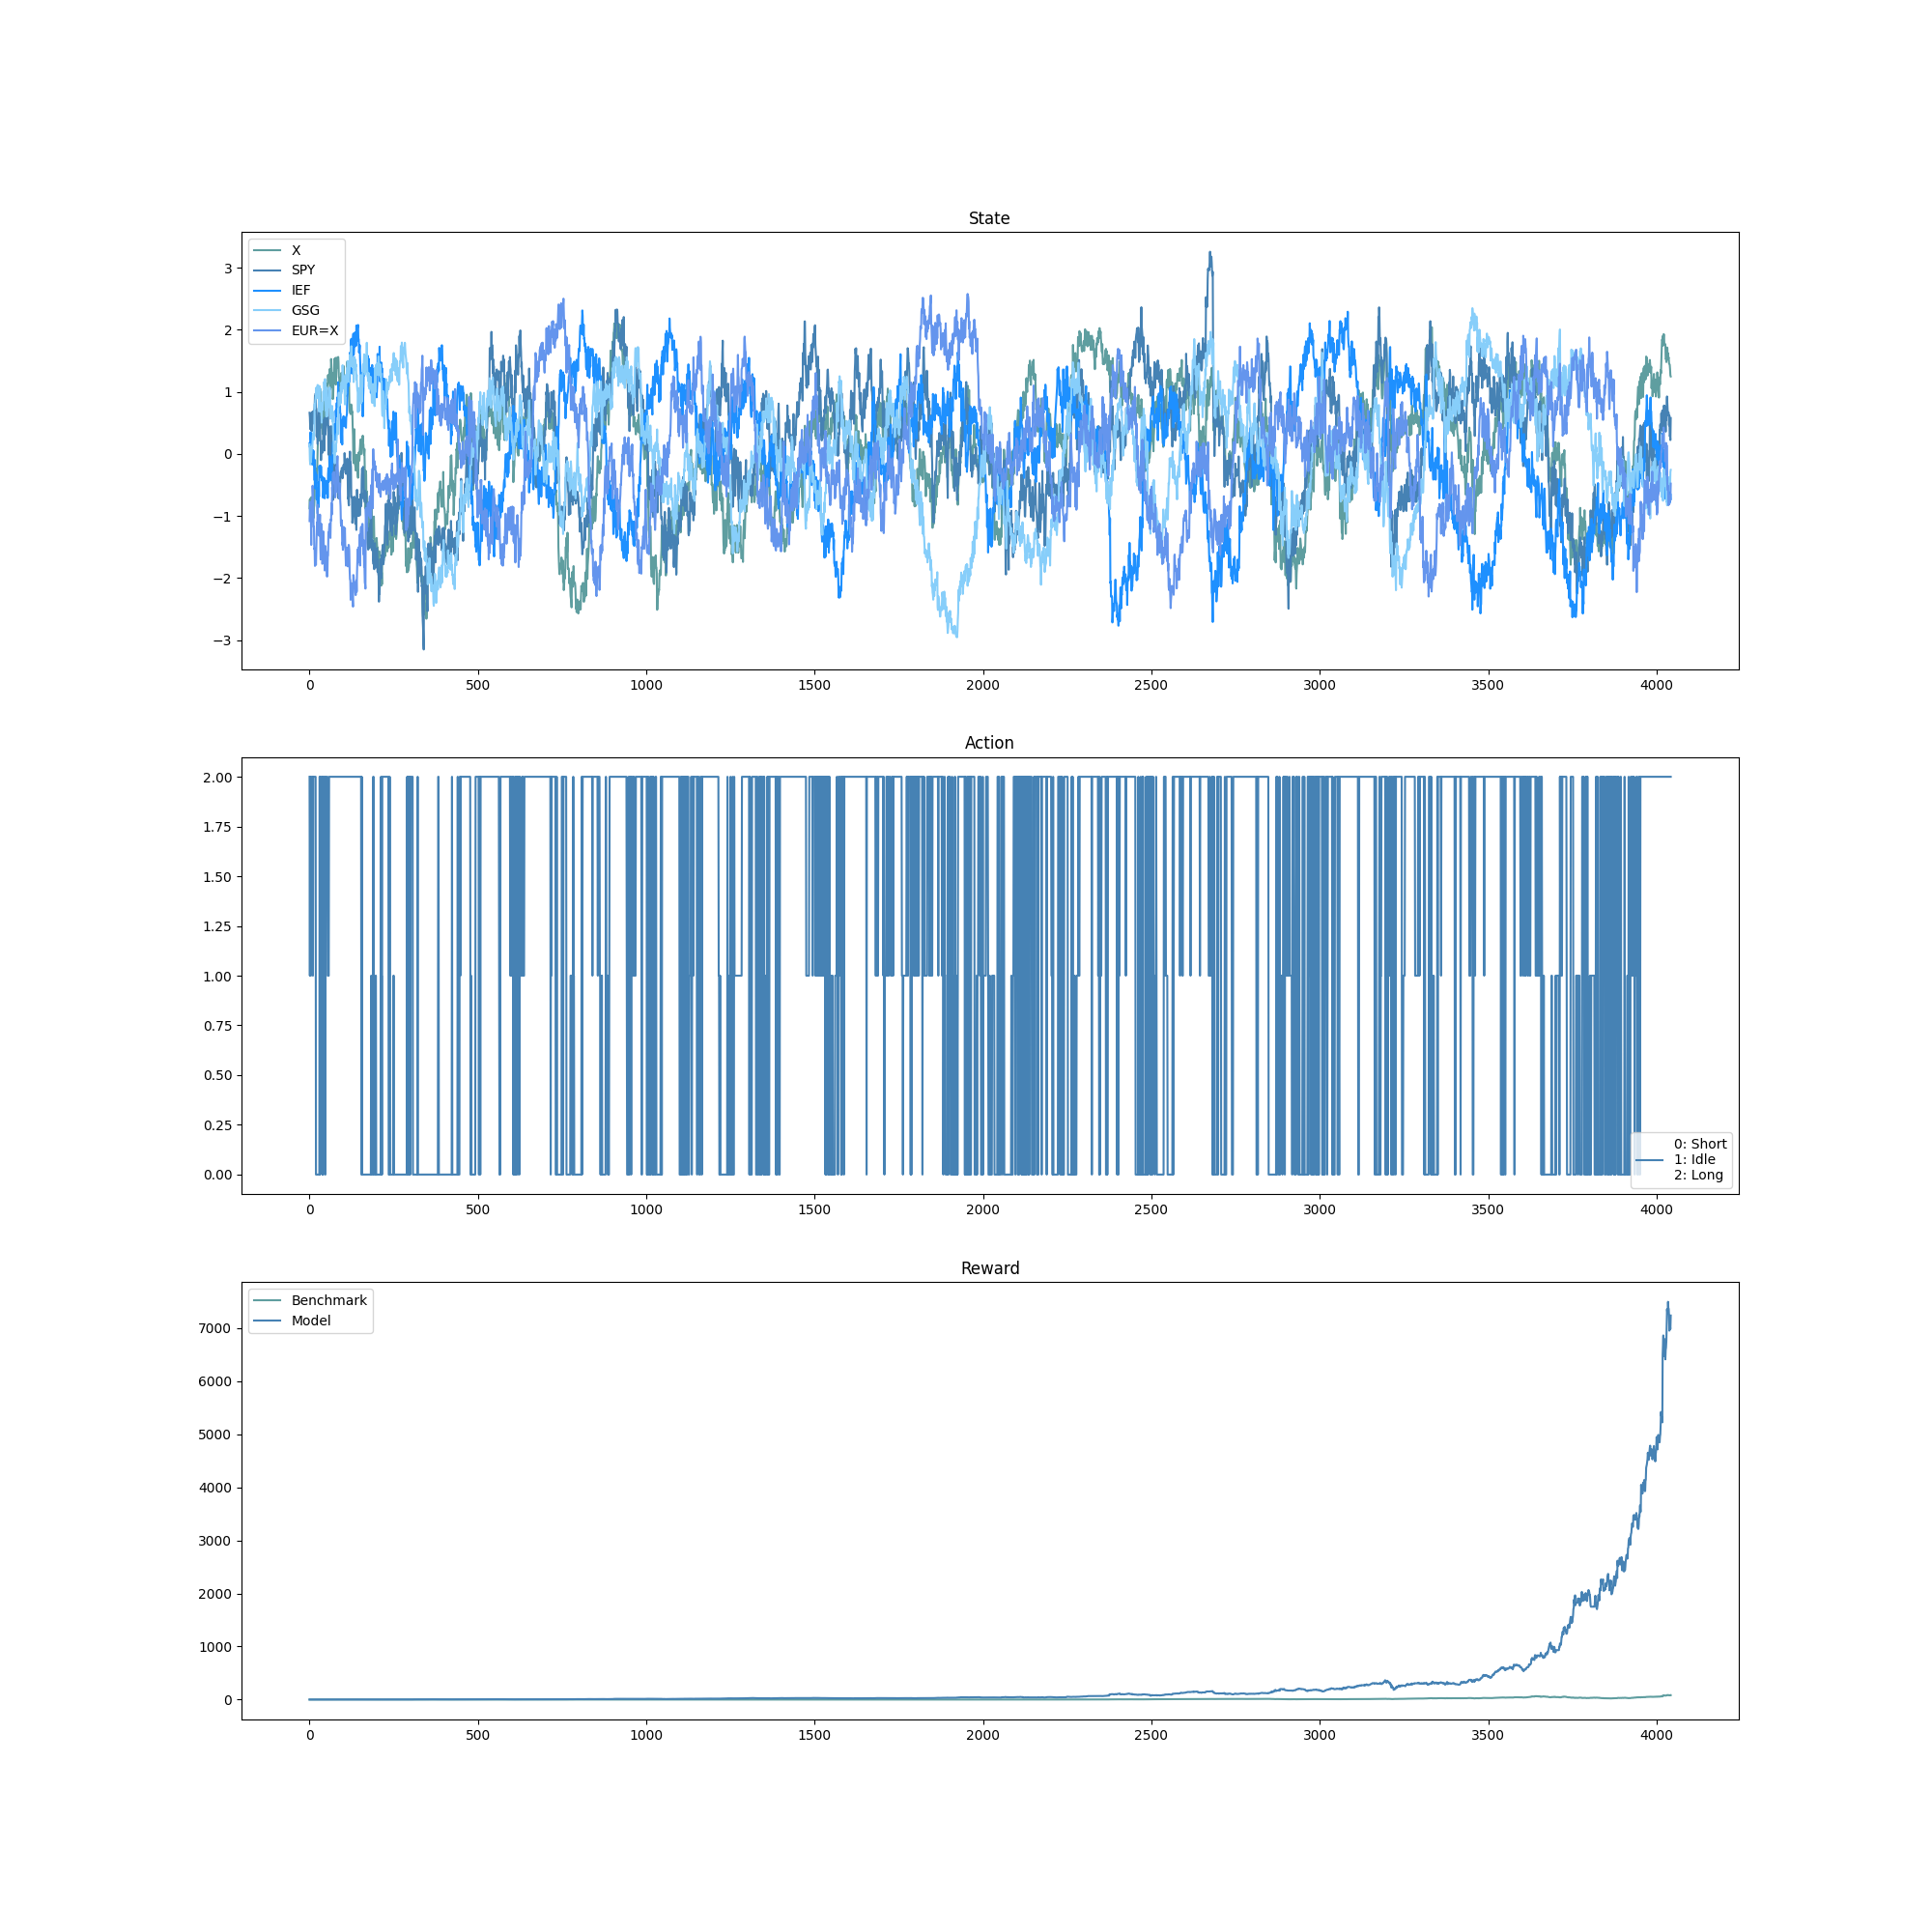 State
X
SPY
IEF
GSG
EUR=X
3
2
1
0
−1
−2
−3
0 500 1000 1500 2000 2500 3000 3500 4000
Action
2.00
1.75
1.50
1.25
1.00
0.75
0.50
0.25
0.00
0: Short
1: Idle
2: Long
0 500 1000 1500 2000 2500 3000 3500 4000
Reward
Benchmark
Model
7000
6000
5000
4000
3000
2000
1000
0
0 500 1000 1500 2000 2500 3000 3500 4000